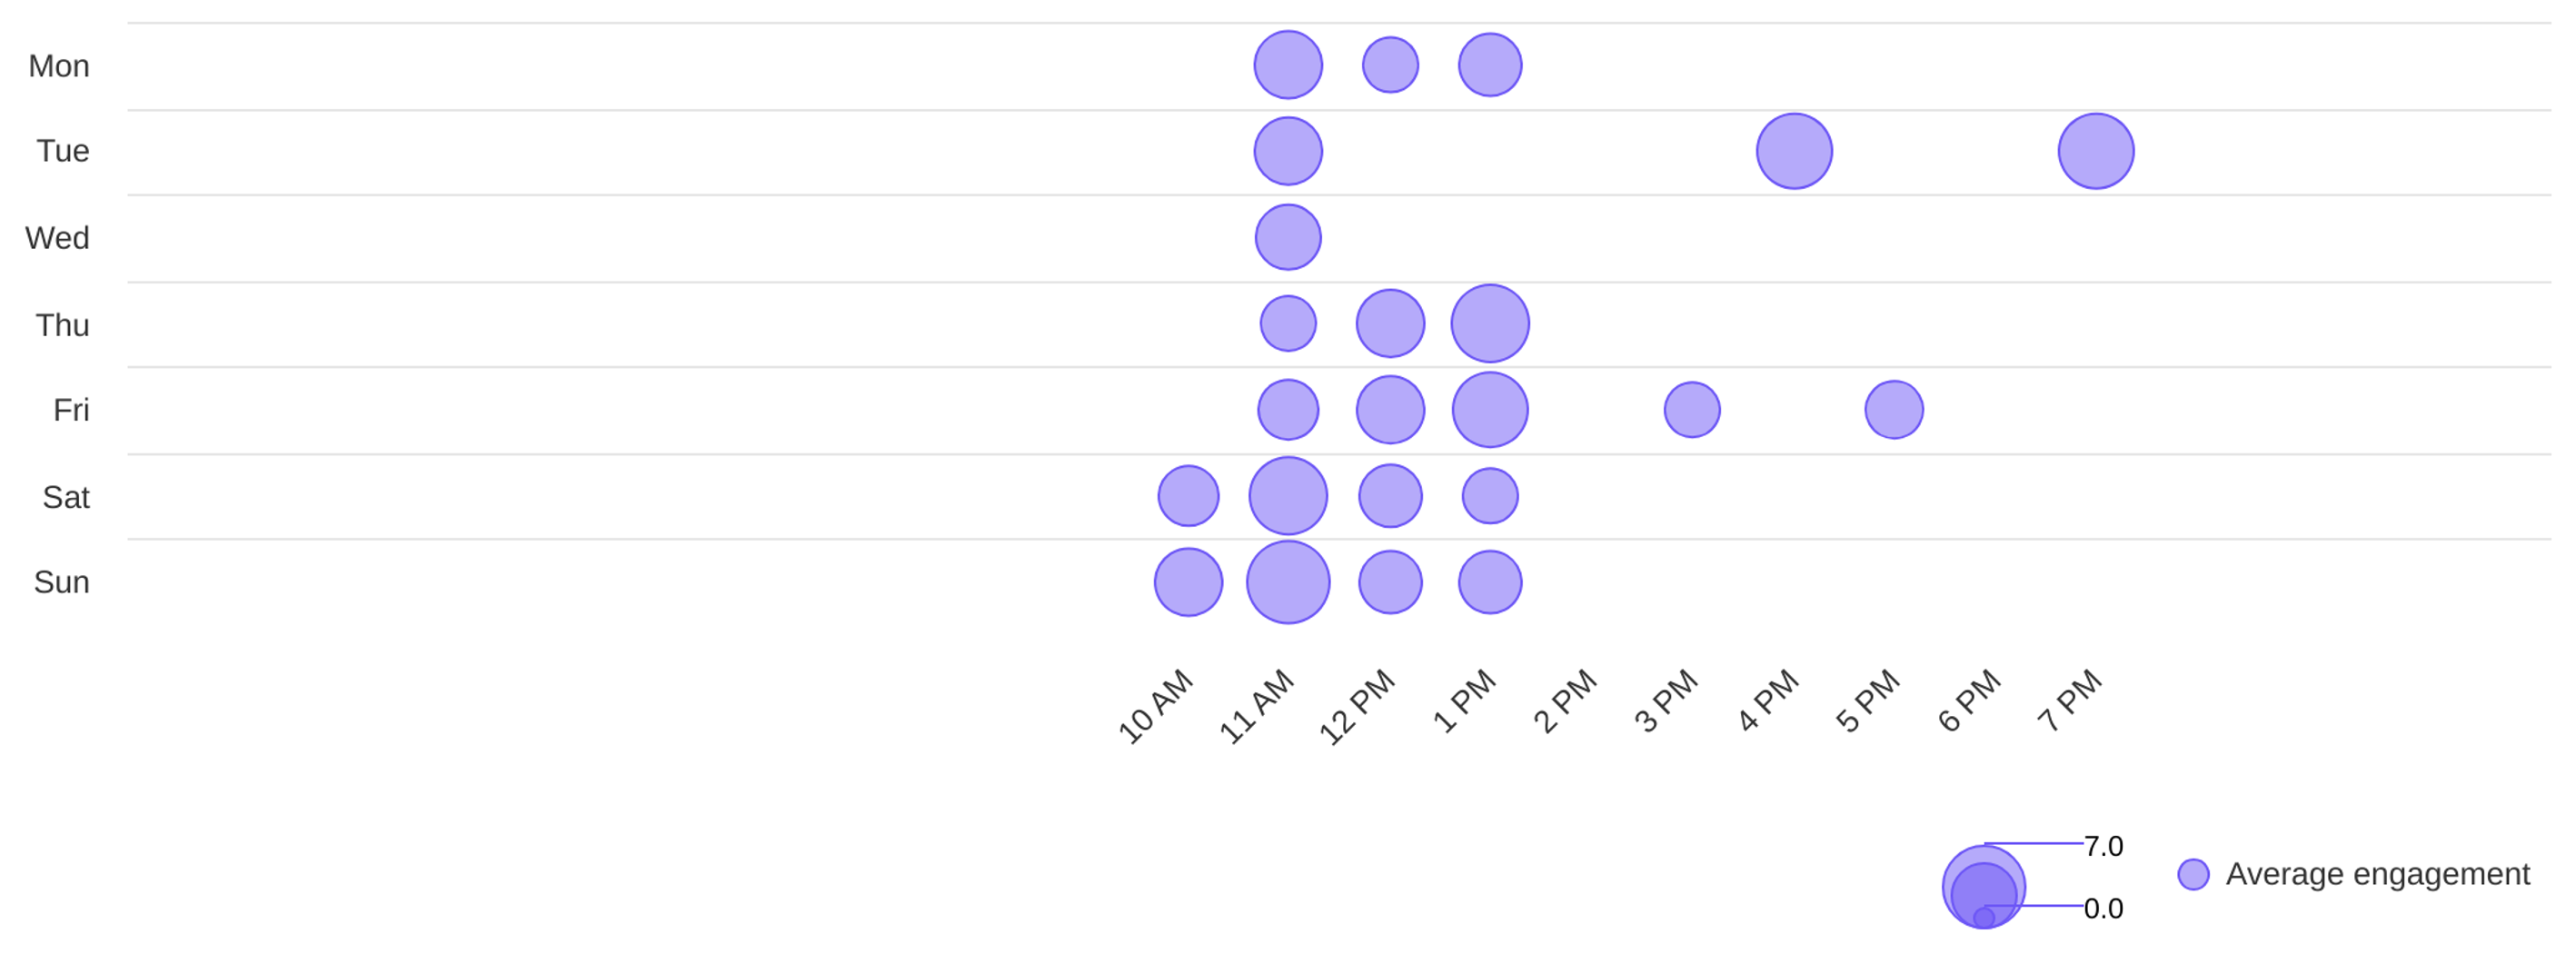 Mon
Tue
Wed
Thu
Fri
Sat
Sun
10 AM
11 AM
12 PM
1 PM
2 PM
3 PM
4 PM
5 PM
6 PM
7 PM
7.0
0.0
Average engagement